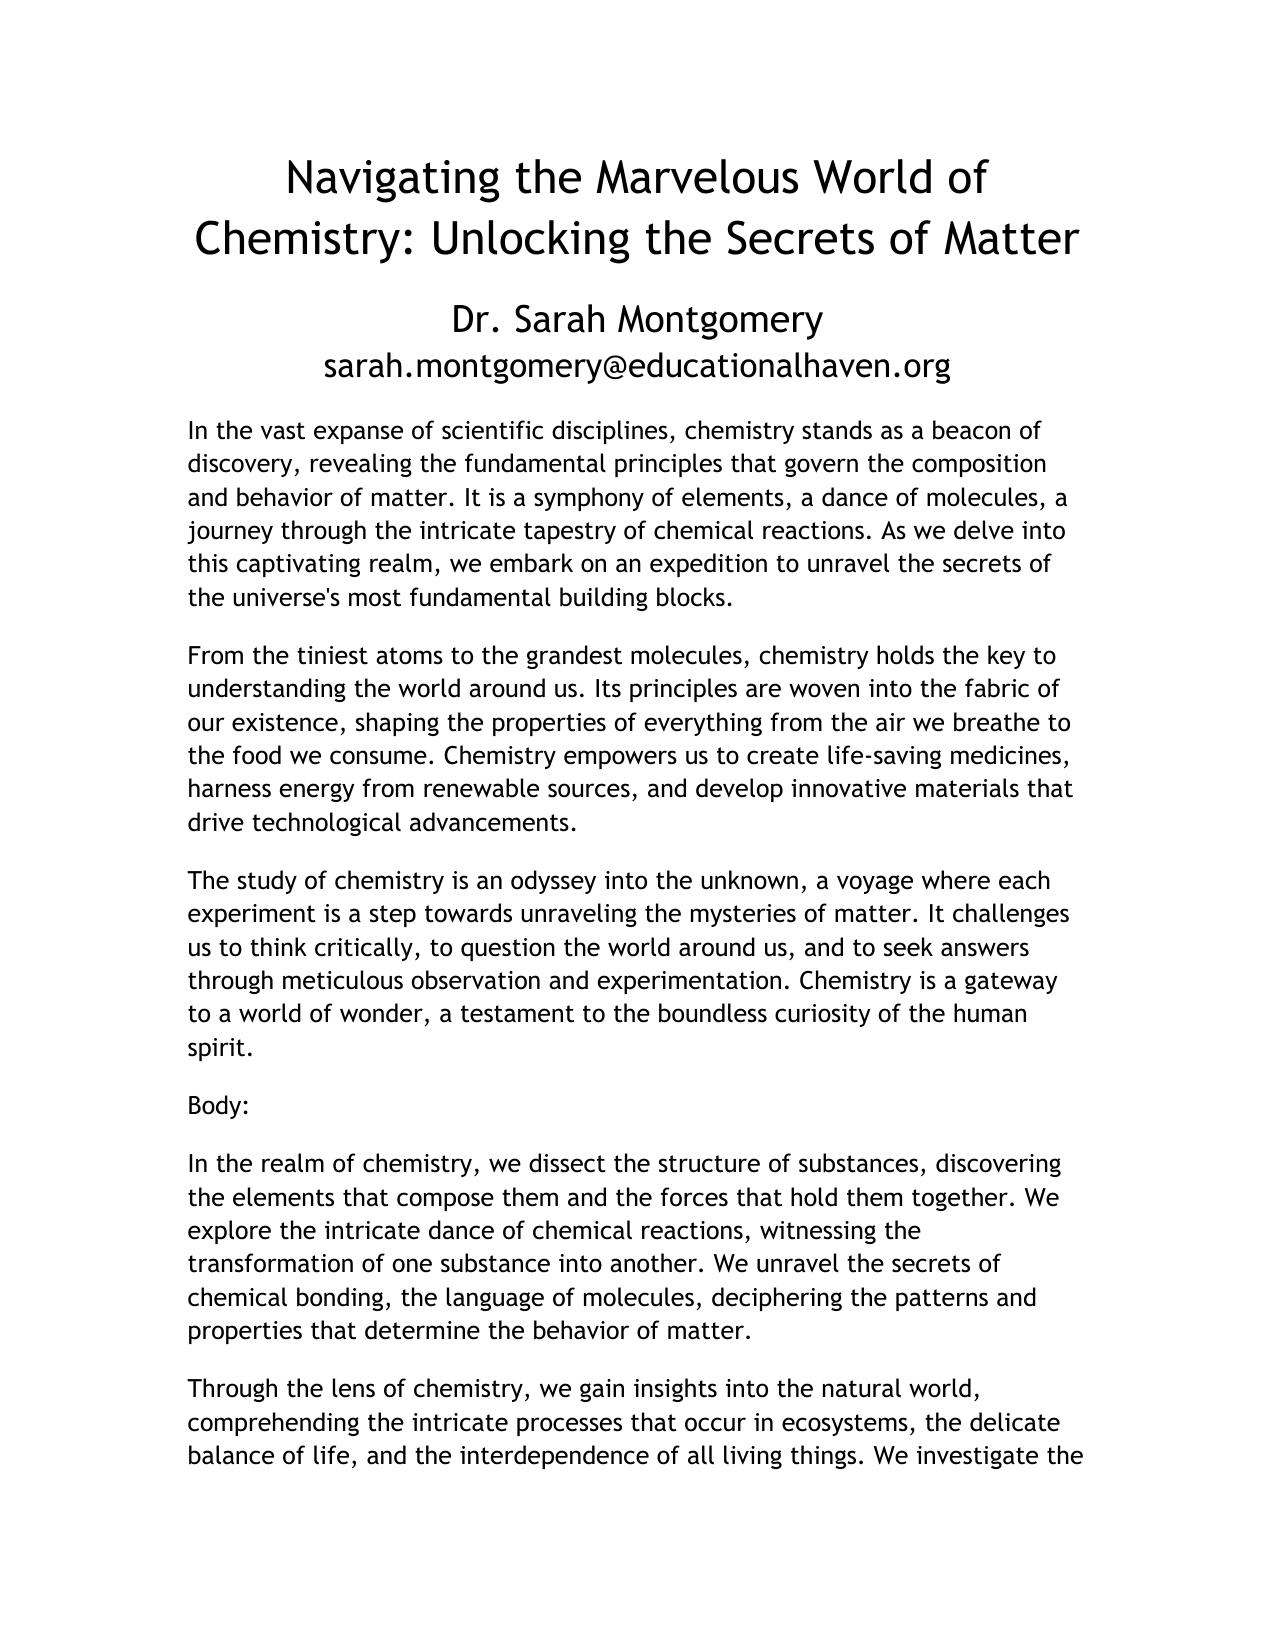 Navigating the Marvelous World of
Chemistry: Unlocking the Secrets of Matter
Dr. Sarah Montgomery
sarah.montgomery@educationalhaven.org
In the vast expanse of scientific disciplines, chemistry stands as a beacon of
discovery, revealing the fundamental principles that govern the composition
and behavior of matter. It is a symphony of elements, a dance of molecules, a
journey through the intricate tapestry of chemical reactions. As we delve into
this captivating realm, we embark on an expedition to unravel the secrets of
the universe's most fundamental building blocks.
From the tiniest atoms to the grandest molecules, chemistry holds the key to
understanding the world around us. Its principles are woven into the fabric of
our existence, shaping the properties of everything from the air we breathe to
the food we consume. Chemistry empowers us to create life-saving medicines,
harness energy from renewable sources, and develop innovative materials that
drive technological advancements.
The study of chemistry is an odyssey into the unknown, a voyage where each
experiment is a step towards unraveling the mysteries of matter. It challenges
us to think critically, to question the world around us, and to seek answers
through meticulous observation and experimentation. Chemistry is a gateway
to a world of wonder, a testament to the boundless curiosity of the human
spirit.
Body:
In the realm of chemistry, we dissect the structure of substances, discovering
the elements that compose them and the forces that hold them together. We
explore the intricate dance of chemical reactions, witnessing the
transformation of one substance into another. We unravel the secrets of
chemical bonding, the language of molecules, deciphering the patterns and
properties that determine the behavior of matter.
Through the lens of chemistry, we gain insights into the natural world,
comprehending the intricate processes that occur in ecosystems, the delicate
balance of life, and the interdependence of all living things. We investigate the